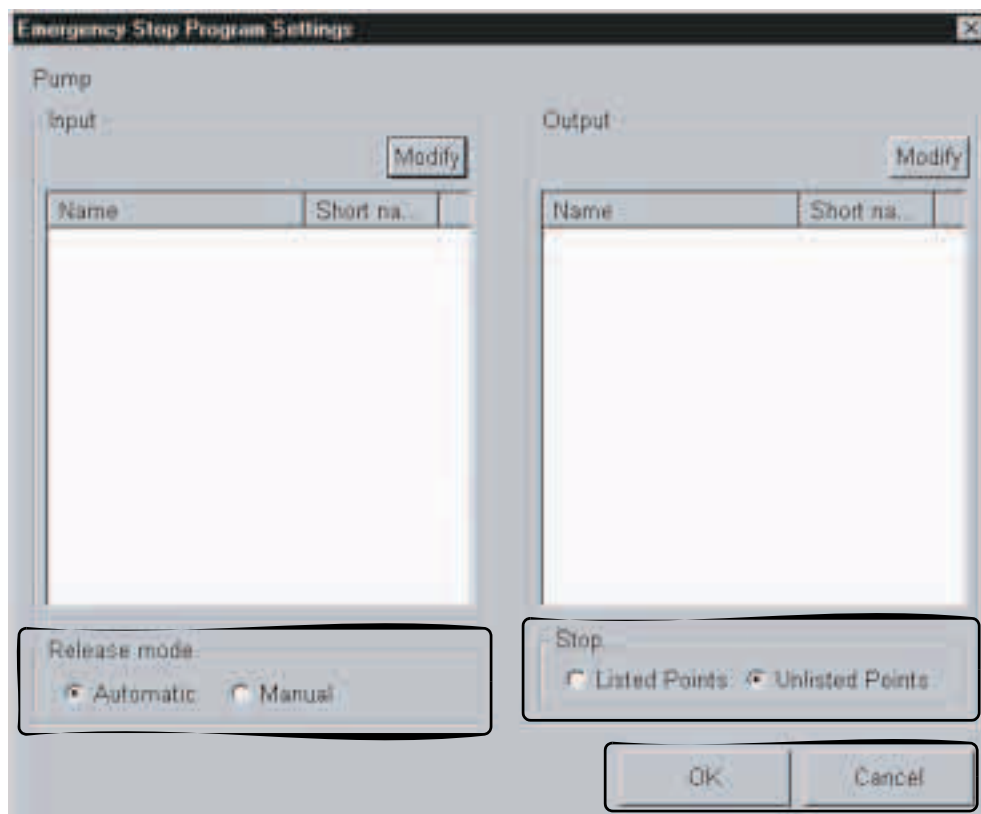 Emergency Stop Program Settings
Pump
Input
Modify
Name Short na...
Output
Modify
Name Short na...
Release mode
Automatic Manual
Stop
Listed Points Unlisted Points
OK Cancel